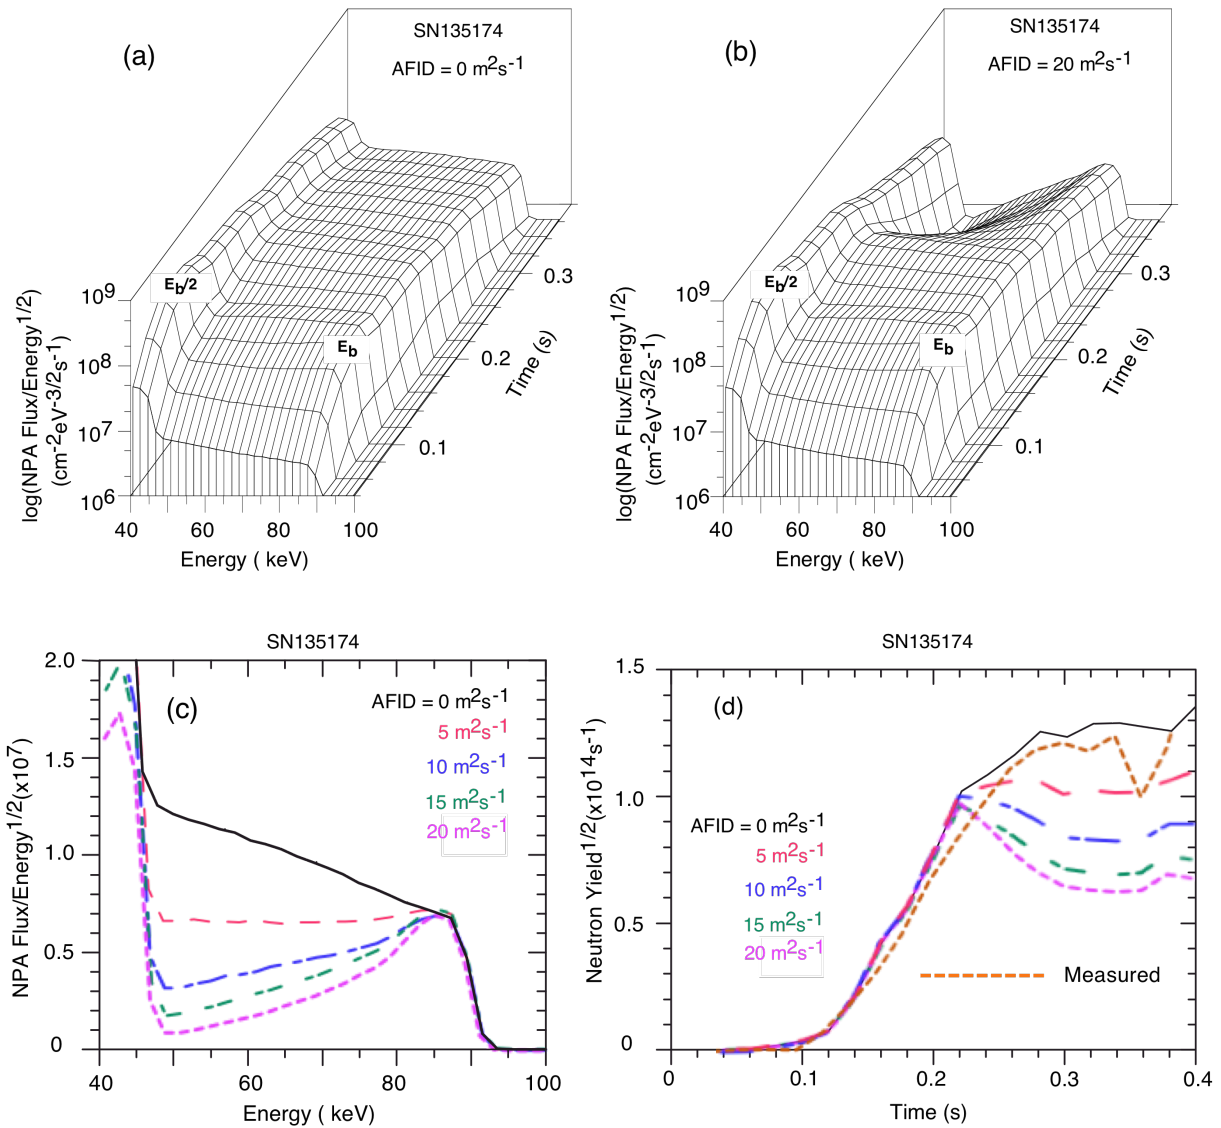 (a)
SN135174
AFID = 0 m2s-1
Eb/2
Eb
109
108
107
106
log(NPA Flux/Energy1/2)
(cm-2eV-3/2s-1)
40
60
80
100
Energy ( keV)
0.1
0.2
0.3
Time (s)
(b)
SN135174
AFID = 20 m2s-1
Eb/2
Eb
109
108
107
106
log(NPA Flux/Energy1/2)
(cm-2eV-3/2s-1)
40
60
80
100
Energy ( keV)
0.1
0.2
0.3
Time (s)
SN135174
(c)
AFID = 0 m2s-1
5 m2s-1
10 m2s-1
15 m2s-1
20 m2s-1
2.0
1.5
1.0
0.5
0
NPA Flux/Energy1/2(x107)
40
60
80
100
Energy ( keV)
SN135174
(d)
AFID = 0 m2s-1
5 m2s-1
10 m2s-1
15 m2s-1
20 m2s-1
Measured
1.5
1.0
0.5
0
Neutron Yield1/2(x1014s-1)
0
0.1
0.2
0.3
0.4
Time (s)